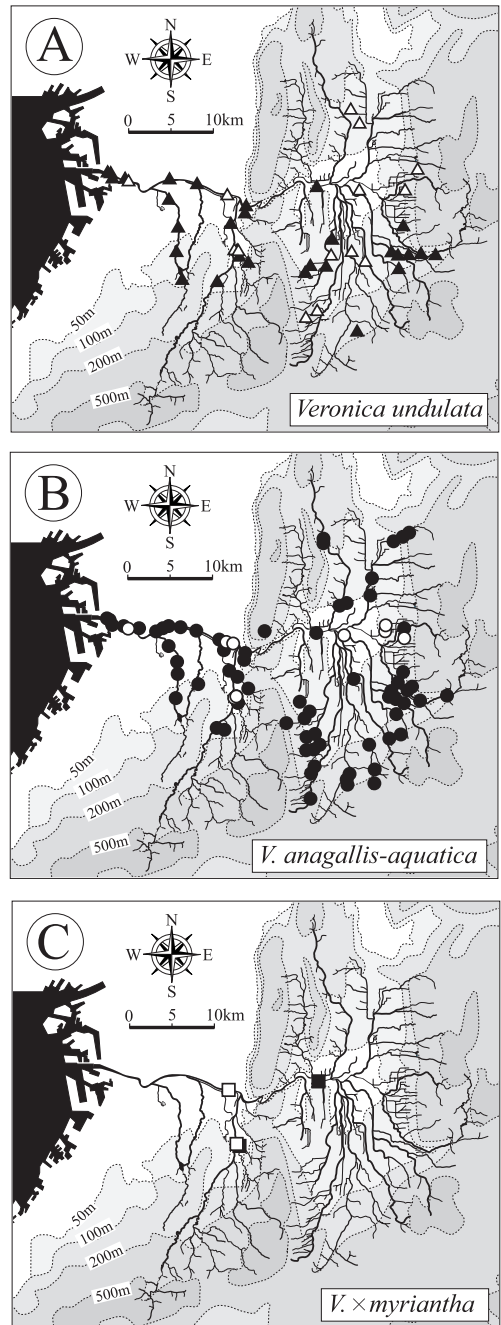 A
N
W E
S
0 5 10km
50m
100m
200m
500m
Veronica undulata
B
N
W E
S
0 5 10km
50m
100m
200m
500m
V. anagallis-aquatica
C
N
W E
S
0 5 10km
50m
100m
200m
500m
V. ×myriantha